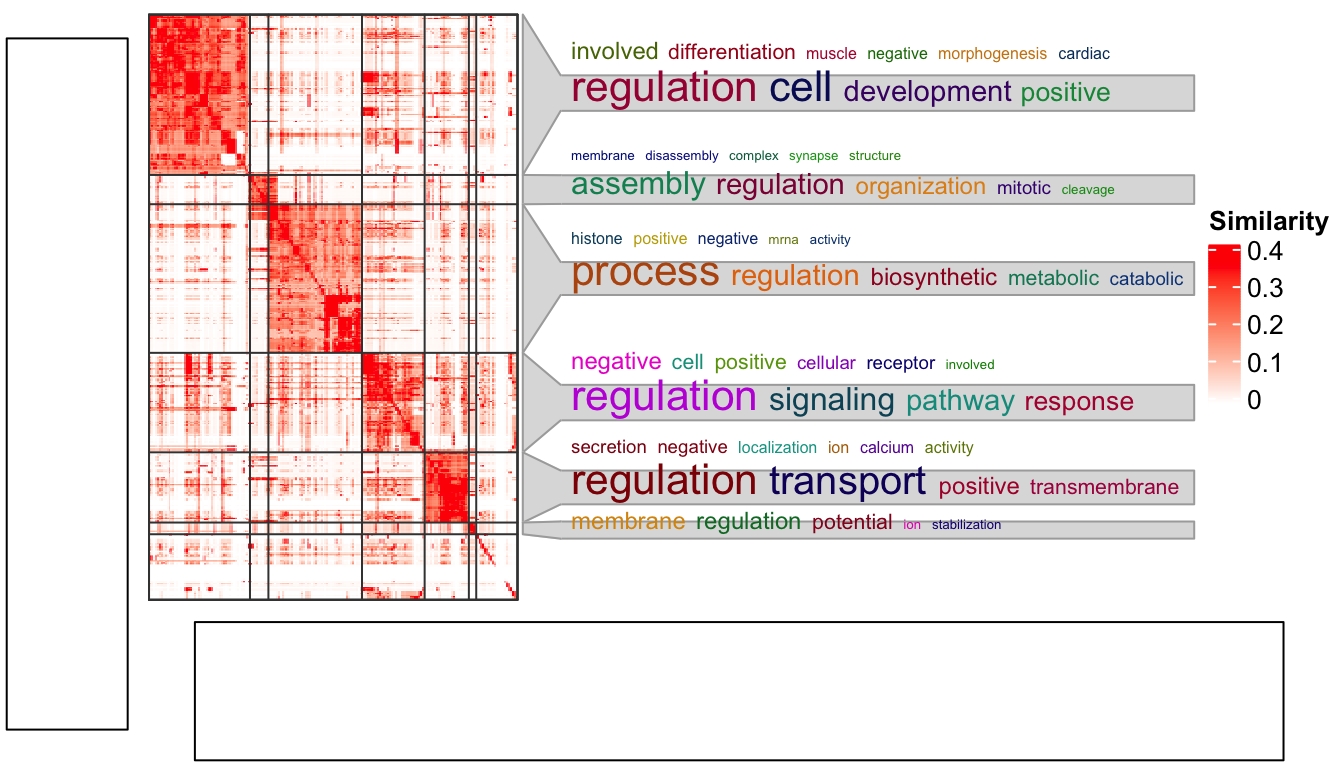 involved differentiation muscle negative morphogenesis cardiac
regulation cell development positive
membrane disassembly complex synapse structure
assembly regulation organization mitotic cleavage
histone positive negative mrna activity
process regulation biosynthetic metabolic catabolic
negative cell positive cellular receptor involved
regulation signaling pathway response
secretion negative localization ion calcium activity
regulation transport positive transmembrane
membrane regulation potential ion stabilization
Similarity
0.4
0.3
0.2
0.1
0